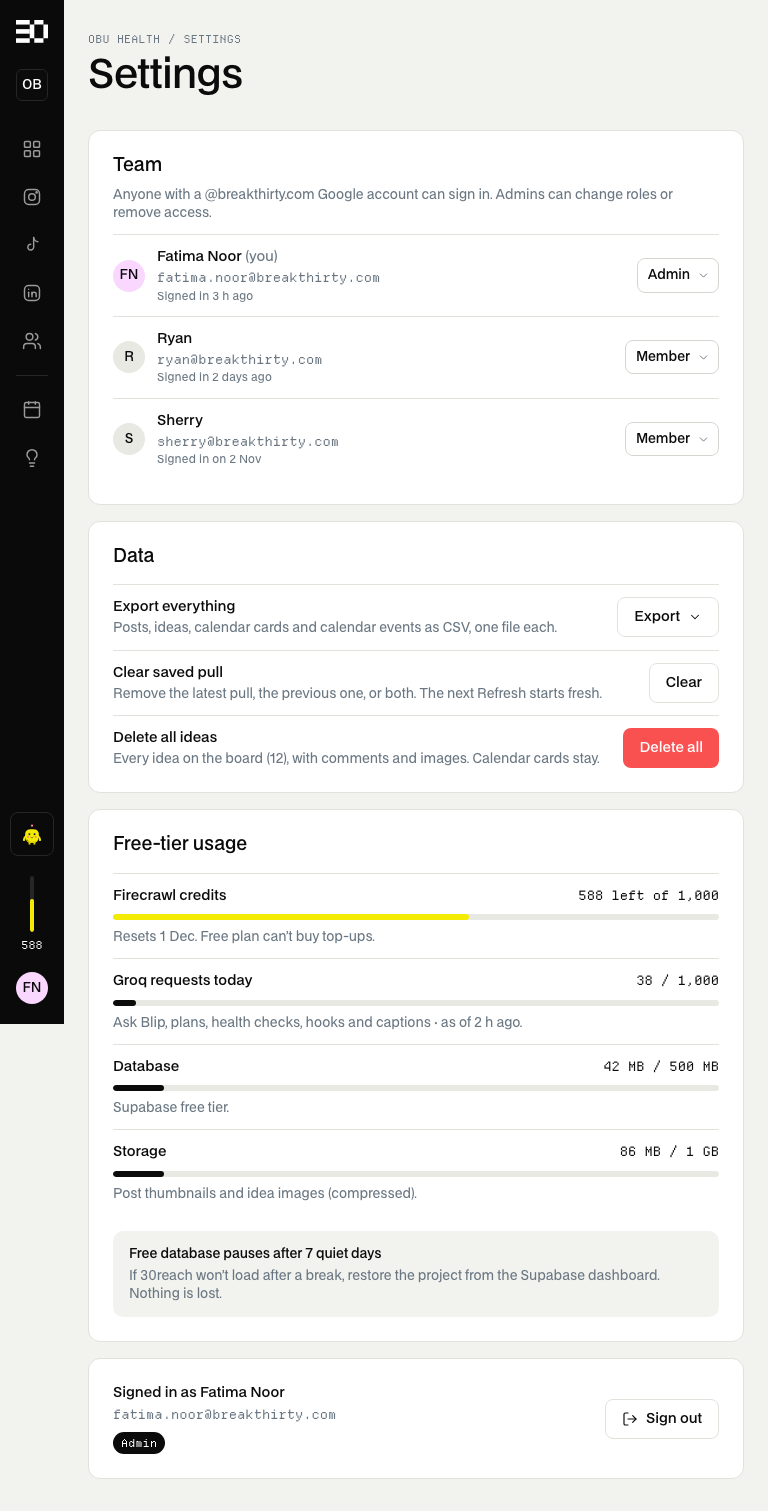 30
OBU HEALTH / SETTINGS
Settings
OB
Team
Anyone with a @breakthirty.com Google account can sign in. Admins can change roles or
remove access.
FN
Fatima Noor (you)
fatima.noor@breakthirty.com
Signed in 3 h ago
Admin
R
Ryan
ryan@breakthirty.com
Signed in 2 days ago
Member
S
Sherry
sherry@breakthirty.com
Signed in on 2 Nov
Member
Data
Export everything
Posts, ideas, calendar cards and calendar events as CSV, one file each.
Export
Clear saved pull
Remove the latest pull, the previous one, or both. The next Refresh starts fresh.
Clear
Delete all ideas
Every idea on the board (12), with comments and images. Calendar cards stay.
Delete all
Free-tier usage
Firecrawl credits
588 left of 1,000
Resets 1 Dec. Free plan can’t buy top-ups.
588
Groq requests today
38 / 1,000
FN
Ask Blip, plans, health checks, hooks and captions · as of 2 h ago.
Database
42 MB / 500 MB
Supabase free tier.
Storage
86 MB / 1 GB
Post thumbnails and idea images (compressed).
Free database pauses after 7 quiet days
If 30reach won’t load after a break, restore the project from the Supabase dashboard.
Nothing is lost.
Signed in as Fatima Noor
fatima.noor@breakthirty.com
Admin
Sign out